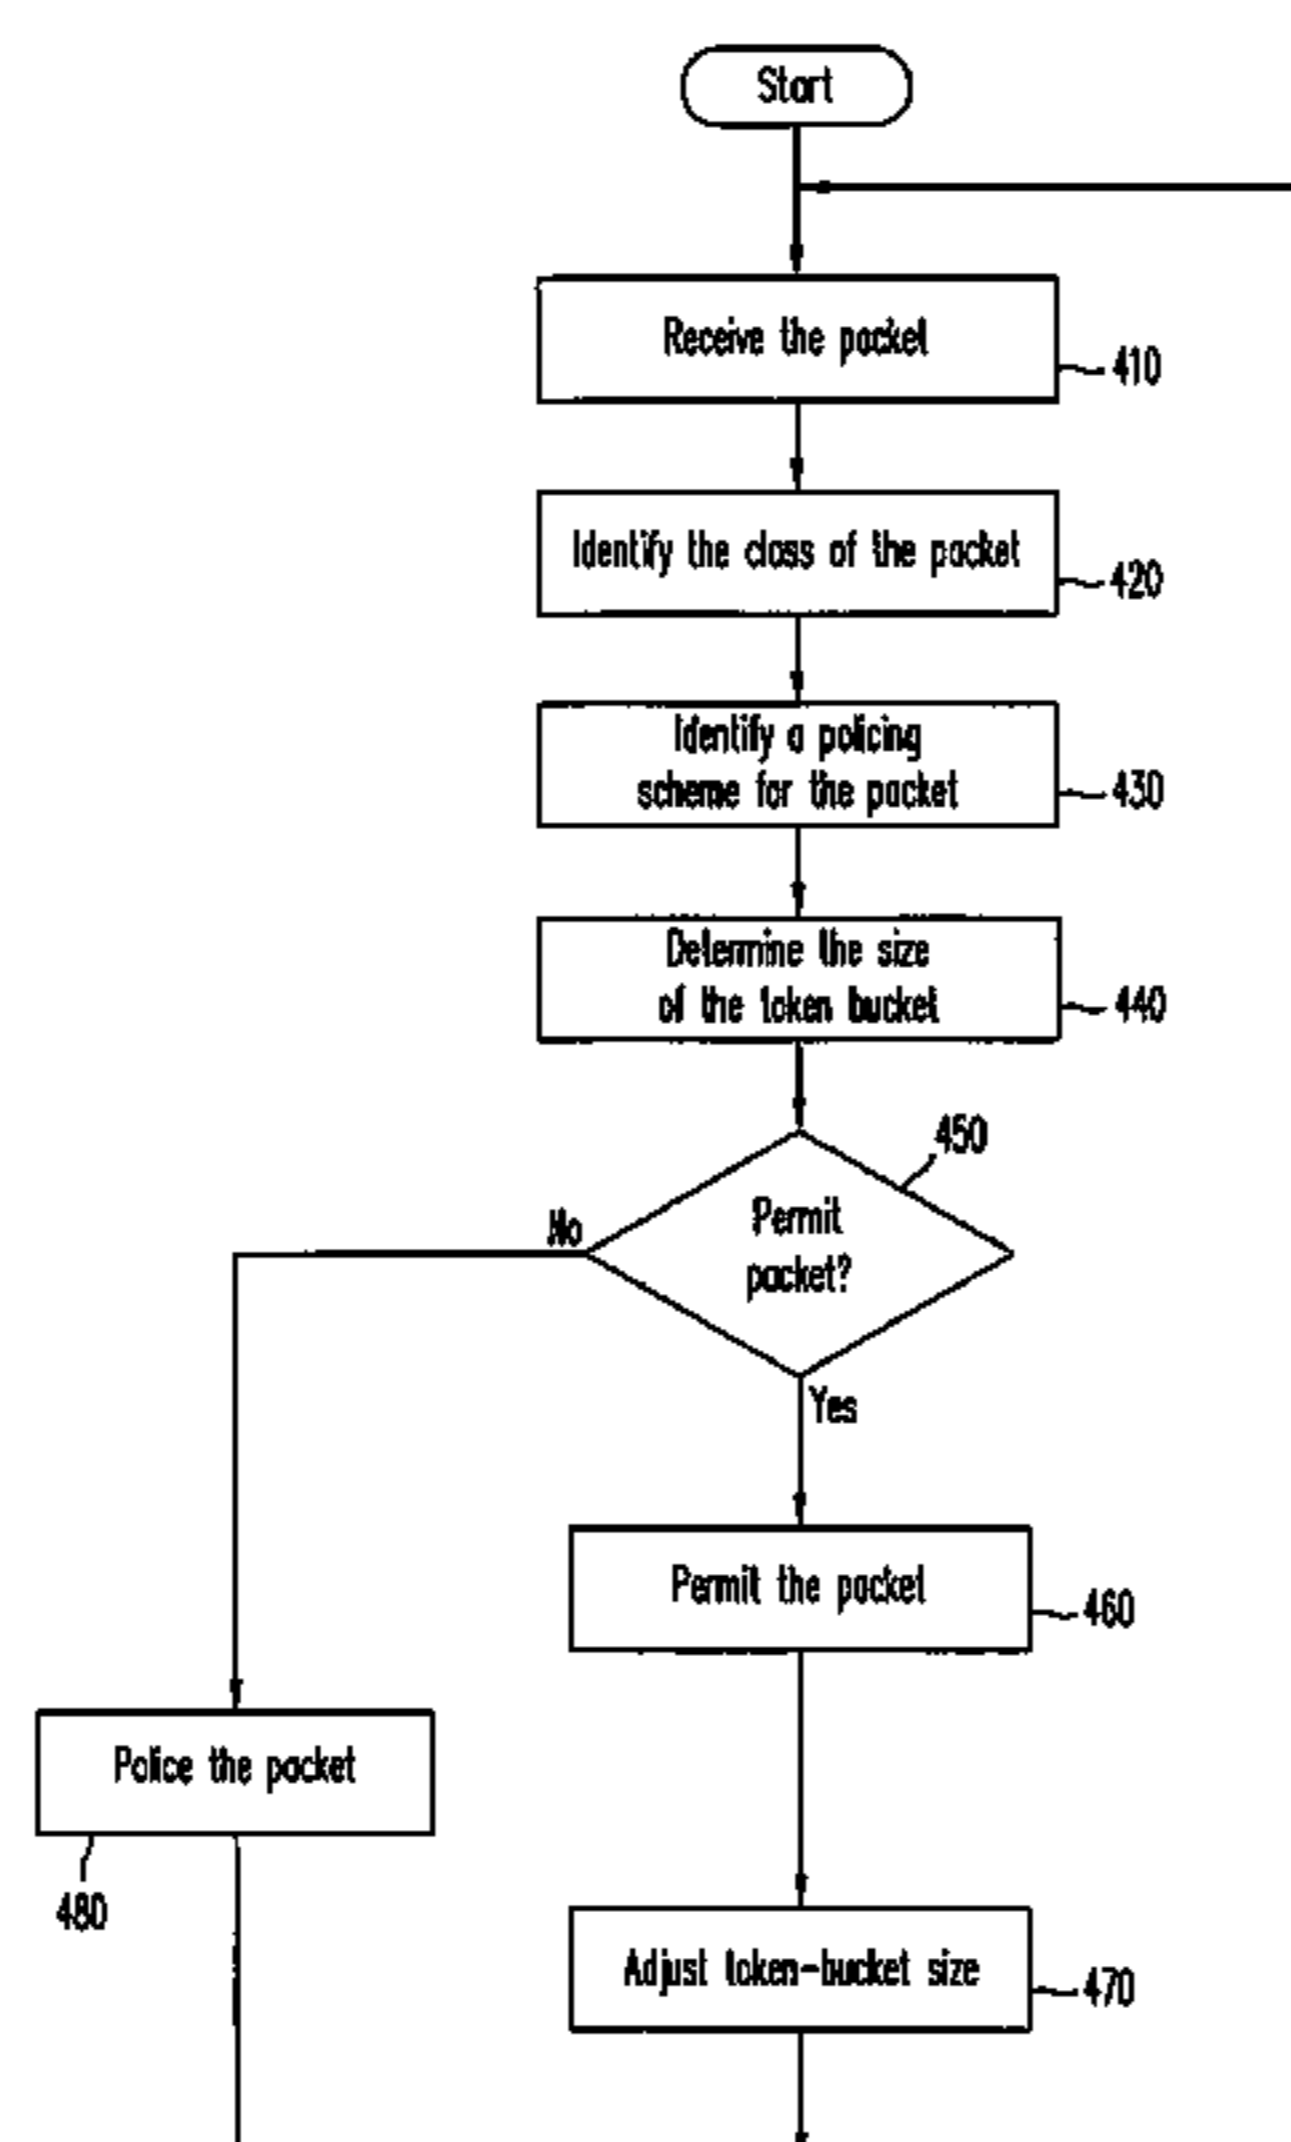 Start
Receive the packet
410
Identify the class of the packet
420
Identify a policing
scheme for the packet
430
Determine the size
of the token bucket
440
450
Permit
packet?
No
Yes
Permit the packet
460
Police the packet
480
Adjust token-bucket size
470